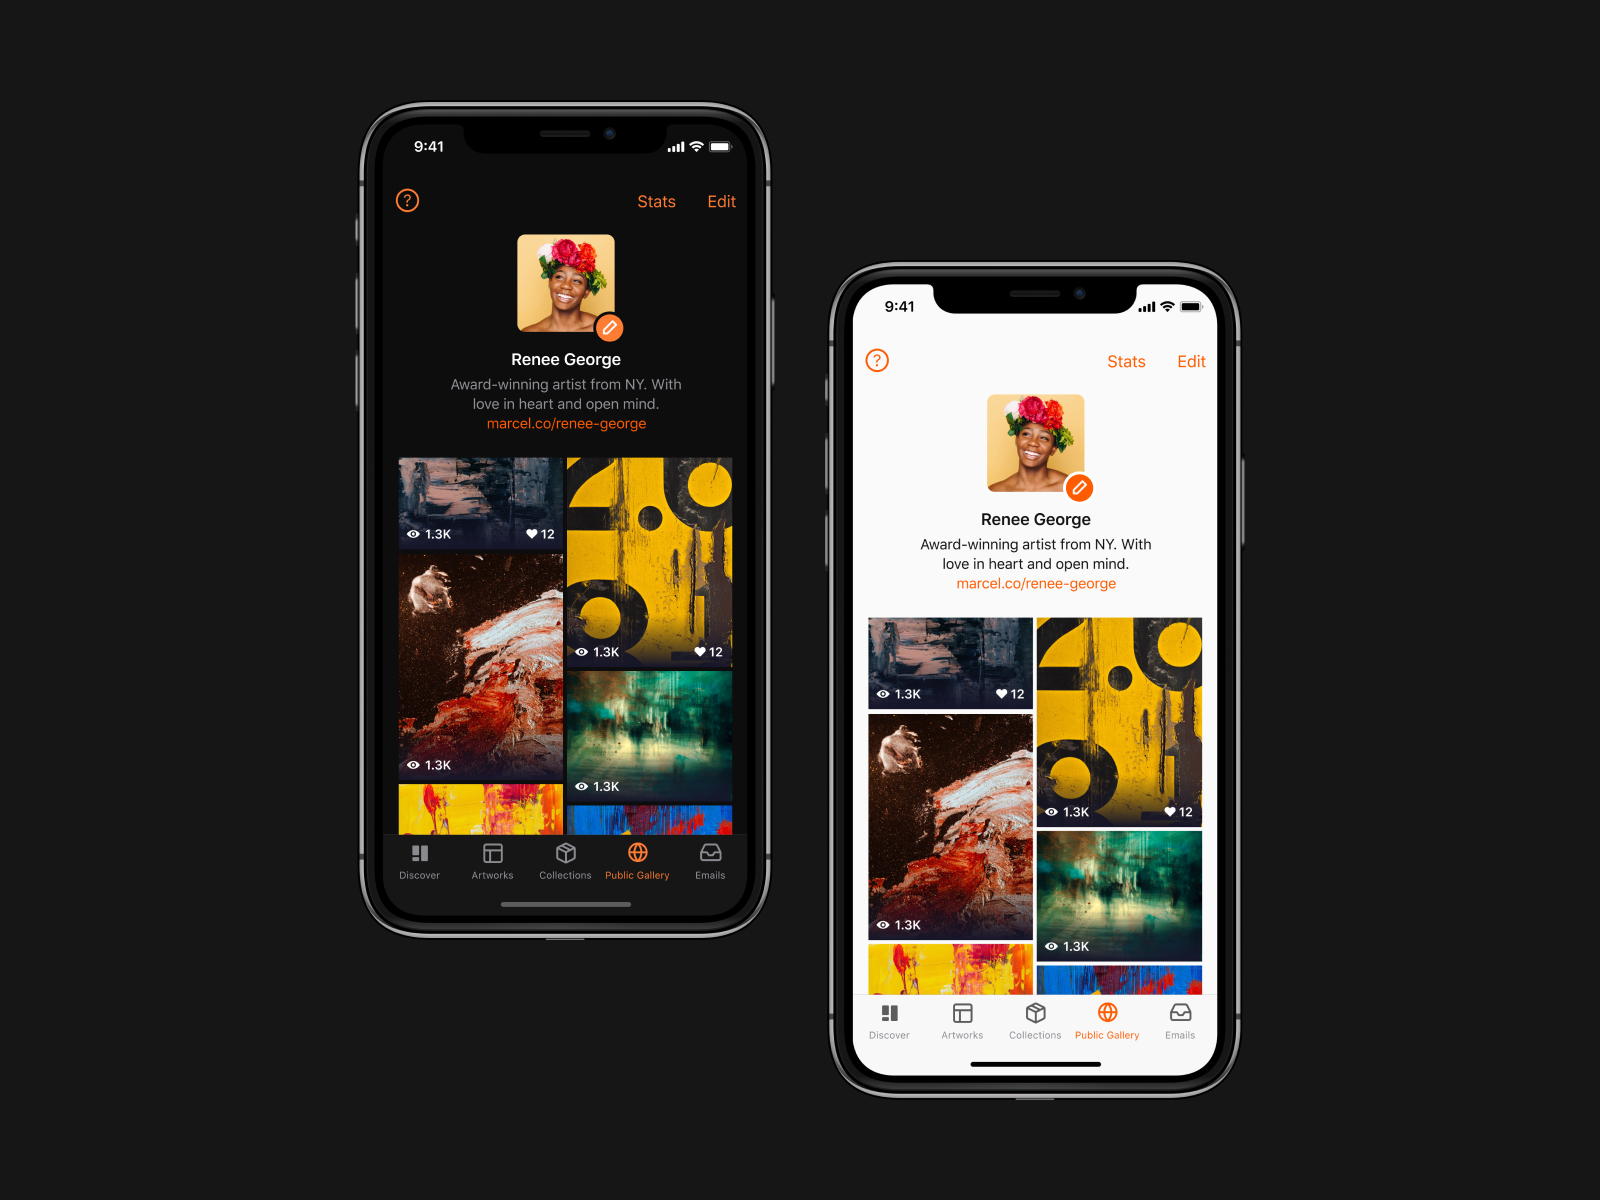 9:41
?
Stats
Edit
Renee George
Award-winning artist from NY. With
love in heart and open mind.
marcel.co/renee-george
1.3K
12
1.3K
12
1.3K
1.3K
Discover
Artworks
Collections
Public Gallery
Emails
9:41
?
Stats
Edit
Renee George
Award-winning artist from NY. With
love in heart and open mind.
marcel.co/renee-george
1.3K
12
1.3K
12
1.3K
1.3K
Discover
Artworks
Collections
Public Gallery
Emails